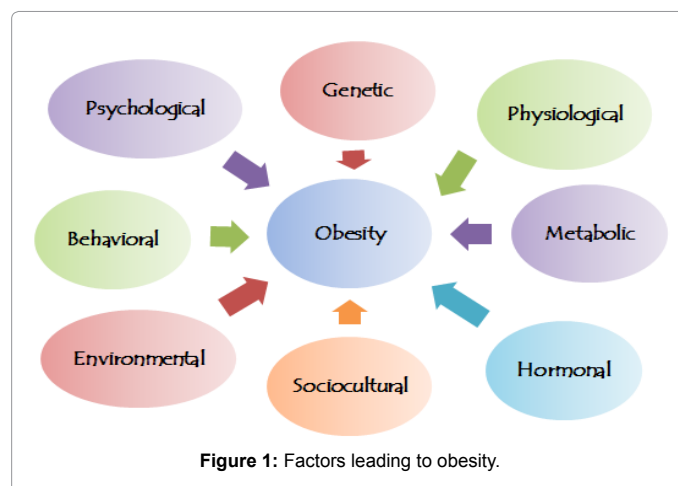 Genetic
Psychological
Physiological
Behavioral
Obesity
Metabolic
Environmental
Sociocultural
Hormonal
Figure 1: Factors leading to obesity.